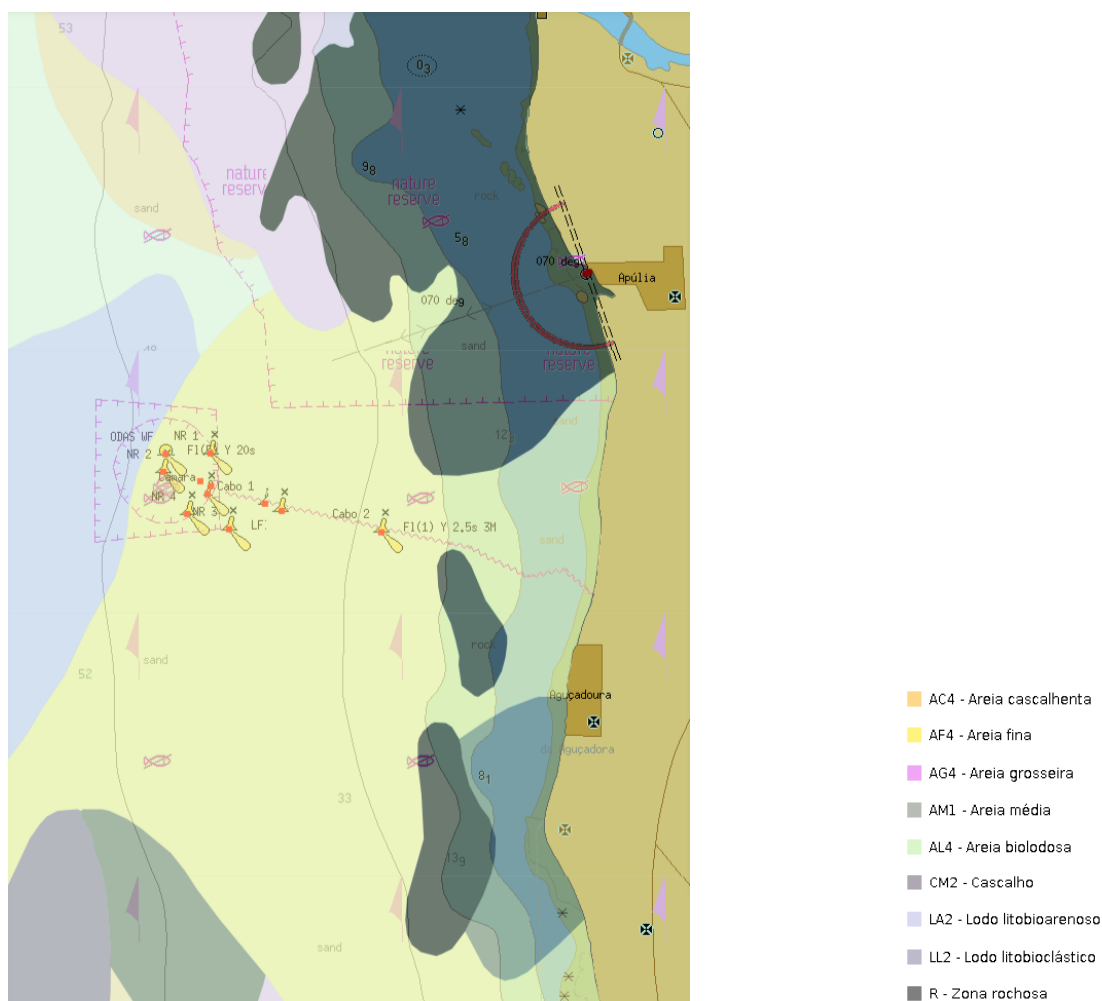 53
0₃
9₈
nature
reserve
nature
reserve
sand
rock
5₈
070 deg
Apúlia
070 deg
sand
nature
reserve
nature
reserve
12
sand
ODAS WF
NR 1
NR 2
Fl(5) Y 20s
Câmara
Cabo 1
NR 4
NR 3
LF
Cabo 2
Fl(1) Y 2.5s 3M
sand
rock
sand
52
Aguçadoura
da Aguçadora
8₁
33
13₉
sand
AC4 - Areia cascalhenta
AF4 - Areia fina
AG4 - Areia grosseira
AM1 - Areia média
AL4 - Areia biolodosa
CM2 - Cascalho
LA2 - Lodo litobioarenoso
LL2 - Lodo litobioclástico
R - Zona rochosa